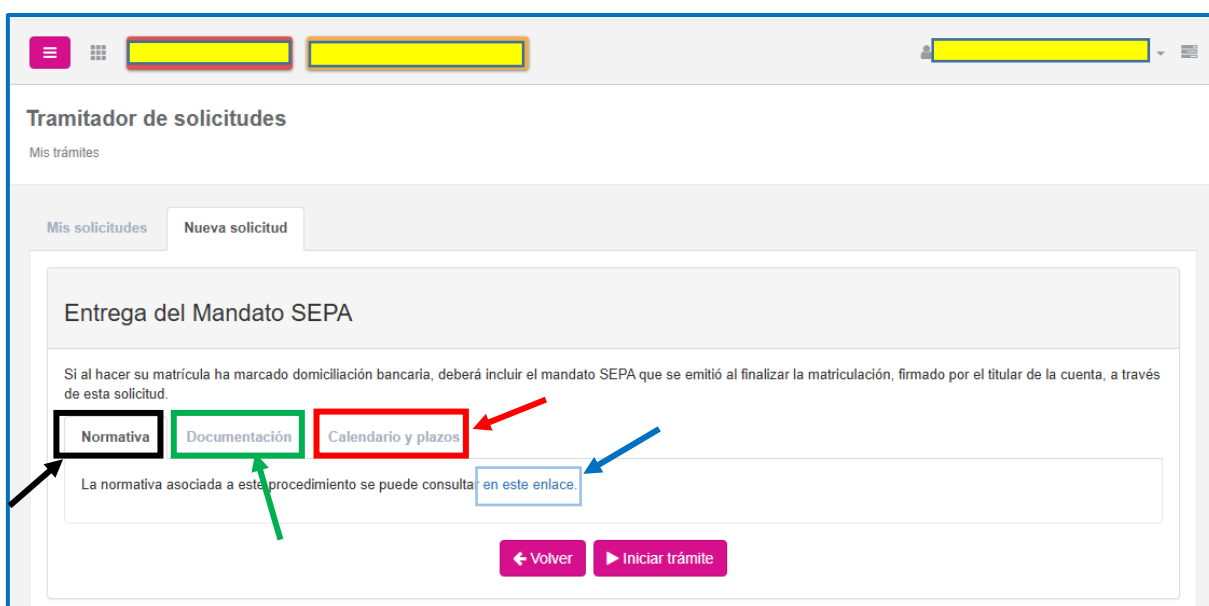 Tramitador de solicitudes
Mis trámites
Mis solicitudes Nueva solicitud
Entrega del Mandato SEPA
Si al hacer su matrícula ha marcado domiciliación bancaria, deberá incluir el mandato SEPA que se emitió al finalizar la matriculación, firmado por el titular de la cuenta, a través
de esta solicitud.
Normativa Documentación Calendario y plazos
La normativa asociada a este procedimiento se puede consultar en este enlace.
Volver Iniciar trámite